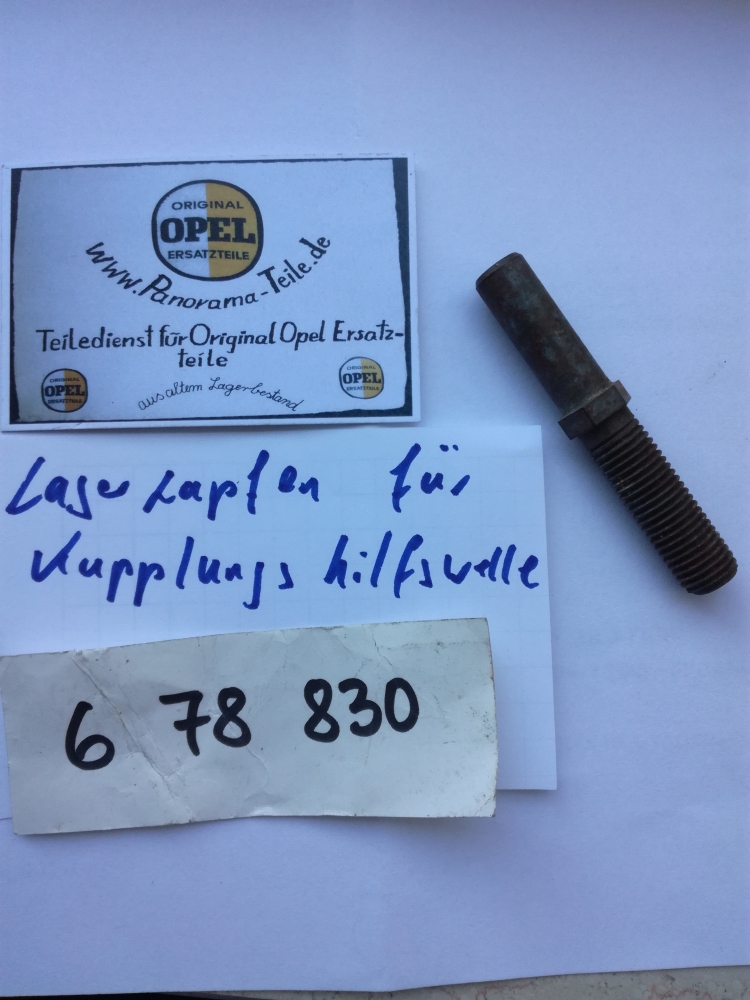 ORIGINAL
OPEL
ERSATZTEILE
www.Panorama-Teile.de
Teiledienst für Original Opel Ersatz-
teile
ORIGINAL
OPEL
ERSATZTEILE
aus altem Lagerbestand
ORIGINAL
OPEL
ERSATZTEILE
Lagerzapfen für
Kupplungshilfswelle
6 78 830